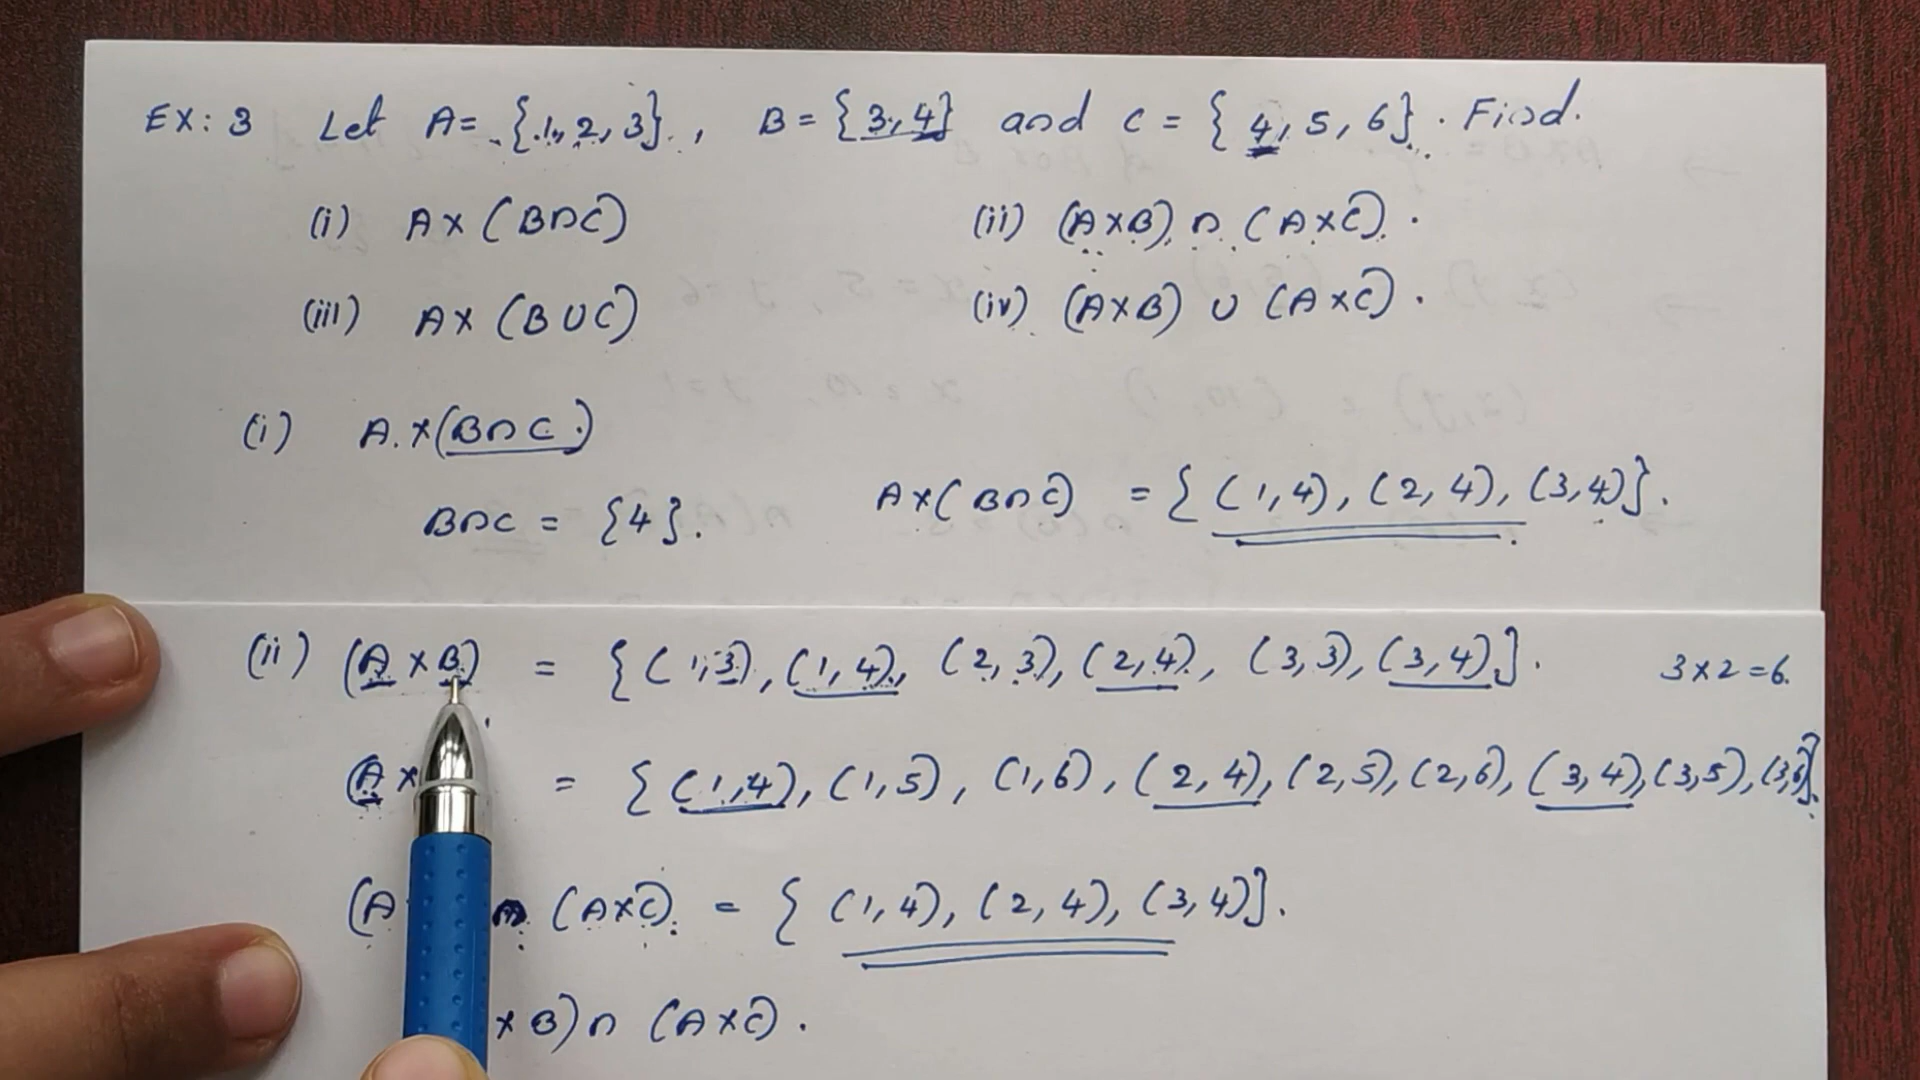 EX: 3 Let A = {1, 2, 3}, B = {3, 4} and C = {4, 5, 6}. Find.
(i) A × (B∩C) (ii) (A×B) ∩ (A×C).
(iii) A × (B∪C) (iv) (A×B) ∪ (A×C).
(i) A × (B∩C)
B∩C = {4}. A×(B∩C) = {(1,4), (2,4), (3,4)}.
(ii) (A × B) = {(1,3), (1,4), (2,3), (2,4), (3,3), (3,4)}. 3×2=6.
(A × = {(1,4), (1,5), (1,6), (2,4), (2,5), (2,6), (3,4), (3,5), (3,6)}.
(A ∩ (A×C) = {(1,4), (2,4), (3,4)}.
× B) ∩ (A×C).